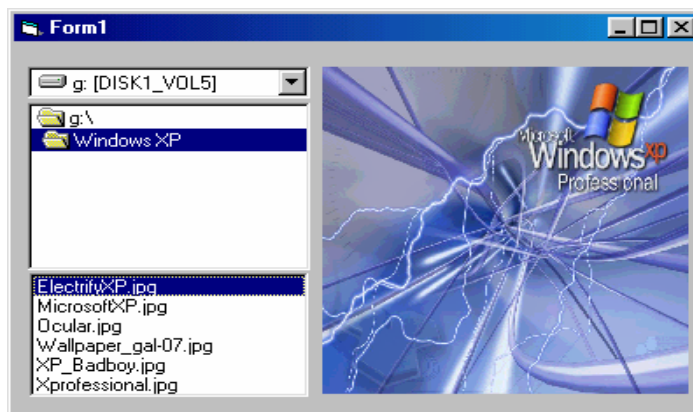 Form1
g: [DISK1_VOL5]
g:\
Windows XP
ElectrifyXP.jpg
MicrosoftXP.jpg
Ocular.jpg
Wallpaper_gal-07.jpg
XP_Badboy.jpg
Xprofessional.jpg
Microsoft
Windows xp
Professional